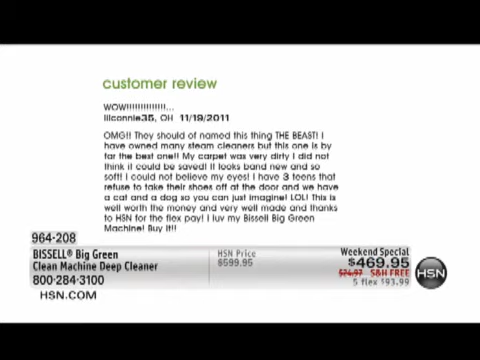 customer review
WOW!!!!!!!!!!!!!!...
lilconnie35, OH 11/19/2011
OMG!! They should of named this thing THE BEAST! I
have owned many steam cleaners but this one is by
far the best one!! My carpet was very dirty I did not
think it could be saved! It looks band new and so
soft! I could not believe my eyes! I have 3 teens that
refuse to take their shoes off at the door and we have
a cat and a dog so you can just imagine! LOL! This is
well worth the money and very well made and thanks
to HSN for the flex pay! I luv my Bissell Big Green
Machine! Buy it!!
964-208
BISSELL® Big Green
Clean Machine Deep Cleaner
800-284-3100
HSN.COM
HSN Price
$599.95
Weekend Special
$469.95
$24.97 S&H FREE
5 flex $93.99
HSN